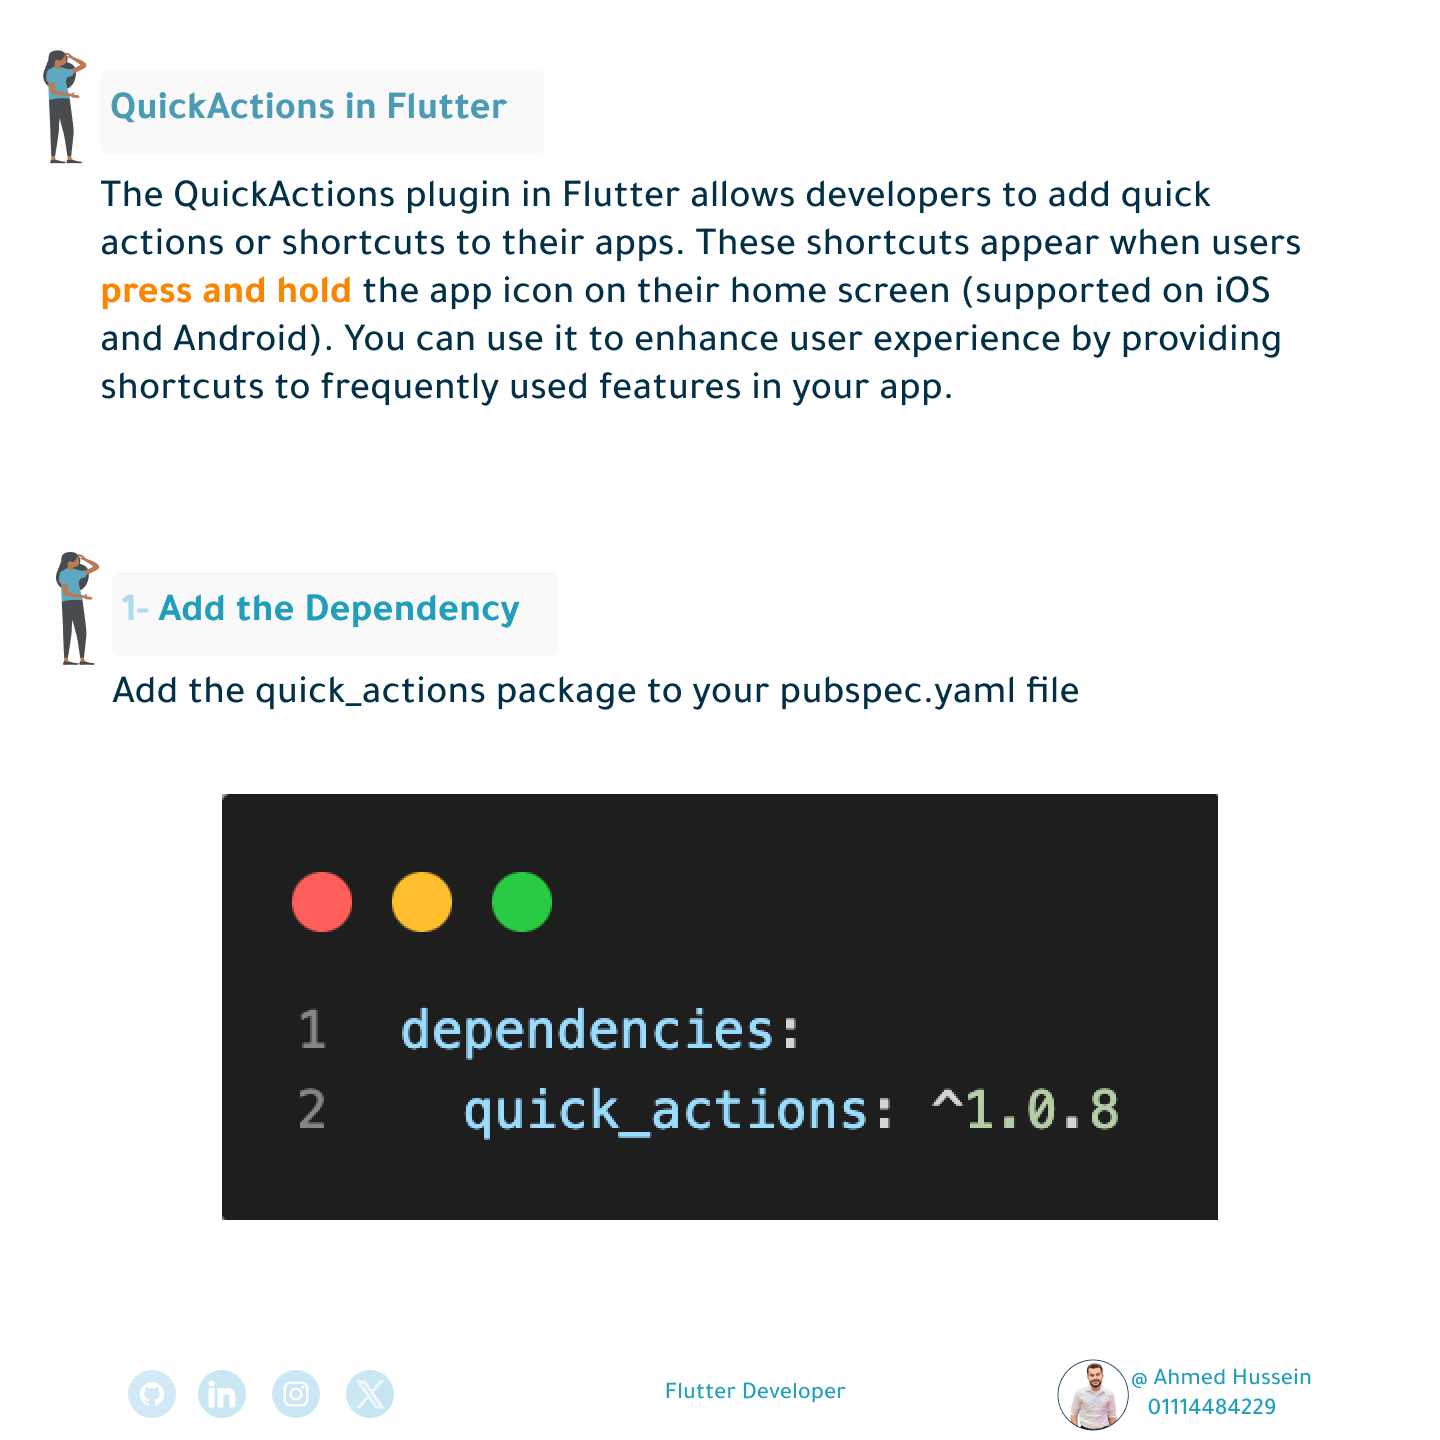 QuickActions in Flutter
The QuickActions plugin in Flutter allows developers to add quick
actions or shortcuts to their apps. These shortcuts appear when users
press and hold the app icon on their home screen (supported on iOS
and Android). You can use it to enhance user experience by providing
shortcuts to frequently used features in your app.
1- Add the Dependency
Add the quick_actions package to your pubspec.yaml file
1 dependencies:
2   quick_actions: ^1.0.8
Flutter Developer
@ Ahmed Hussein
01114484229